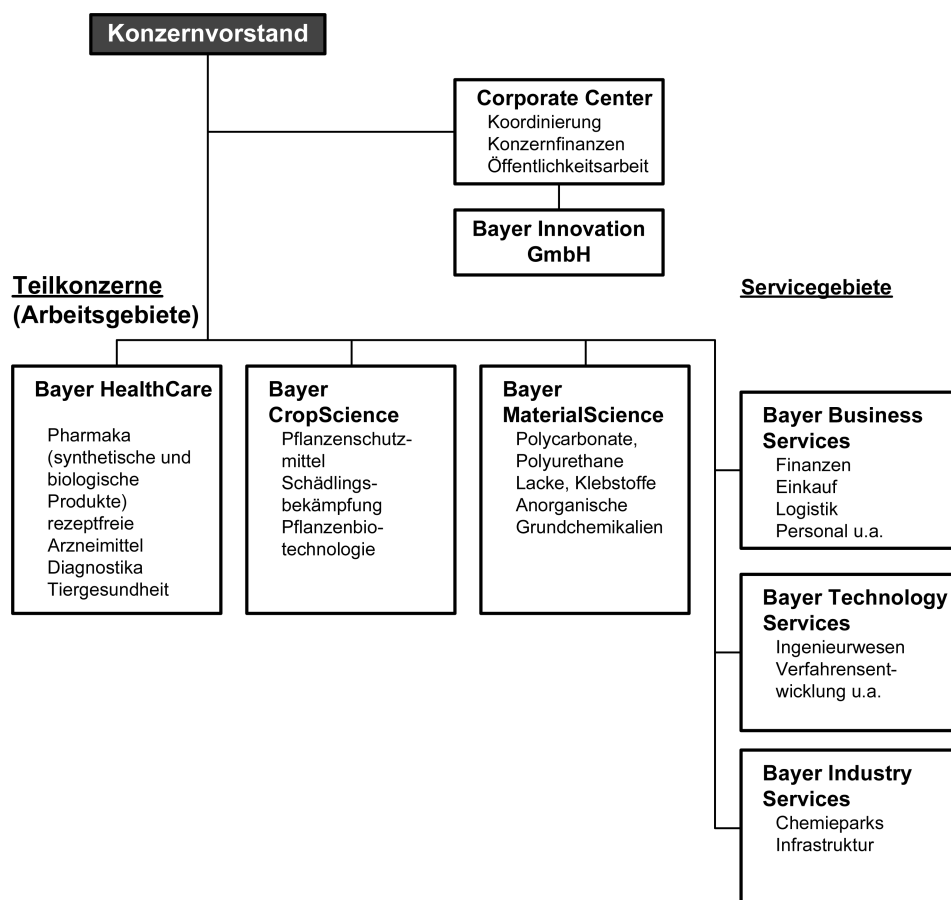 Konzernvorstand
Corporate Center
Koordinierung
Konzernfinanzen
Öffentlichkeitsarbeit
Bayer Innovation
GmbH
Teilkonzerne
(Arbeitsgebiete)
Servicegebiete
Bayer HealthCare
Pharmaka
(synthetische und
biologische
Produkte)
rezeptfreie
Arzneimittel
Diagnostika
Tiergesundheit
Bayer
CropScience
Pflanzenschutz-
mittel
Schädlings-
bekämpfung
Pflanzenbio-
technologie
Bayer
MaterialScience
Polycarbonate,
Polyurethane
Lacke, Klebstoffe
Anorganische
Grundchemikalien
Bayer Business
Services
Finanzen
Einkauf
Logistik
Personal u.a.
Bayer Technology
Services
Ingenieurwesen
Verfahrensent-
wicklung u.a.
Bayer Industry
Services
Chemieparks
Infrastruktur